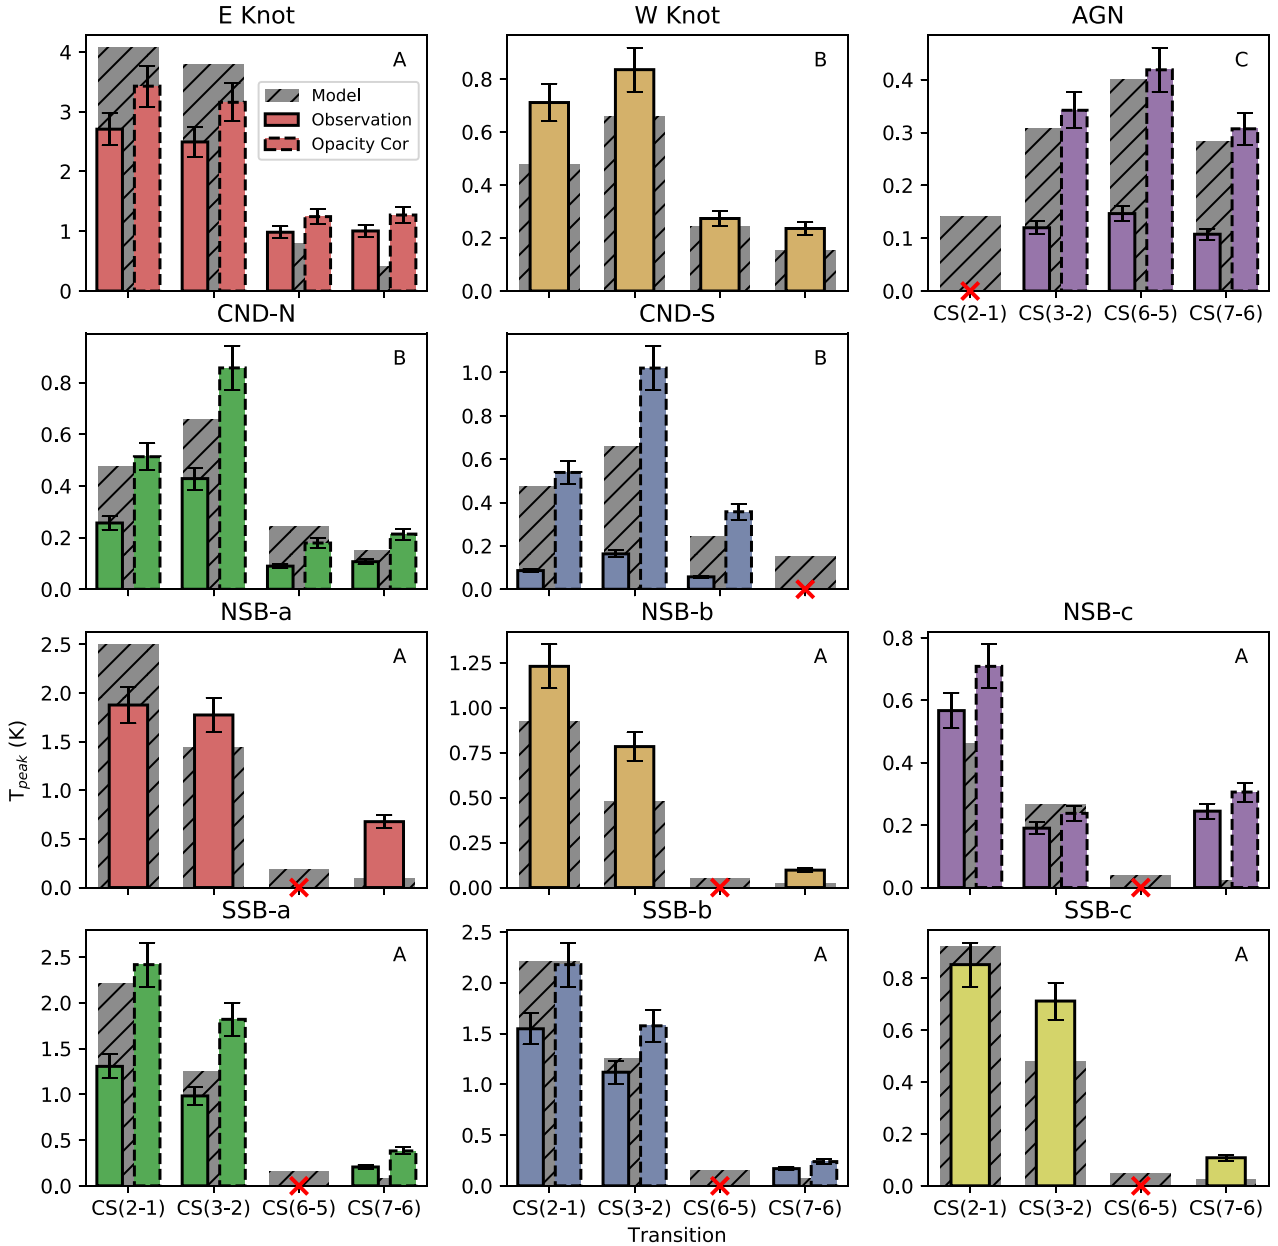 E Knot
W Knot
AGN
A
B
C
4
3
2
1
0
Model
Observation
Opacity Cor
0.8
0.6
0.4
0.2
0.0
0.4
0.3
0.2
0.1
0.0
CS(2-1) CS(3-2) CS(6-5) CS(7-6)
CND-N
CND-S
B
B
0.8
0.6
0.4
0.2
0.0
1.0
0.8
0.6
0.4
0.2
0.0
NSB-a
NSB-b
NSB-c
A
A
A
2.5
2.0
1.5
1.0
0.5
0.0
1.25
1.00
0.75
0.50
0.25
0.00
0.8
0.6
0.4
0.2
0.0
T_peak (K)
SSB-a
SSB-b
SSB-c
A
A
A
2.5
2.0
1.5
1.0
0.5
0.0
2.5
2.0
1.5
1.0
0.5
0.0
0.8
0.6
0.4
0.2
0.0
CS(2-1) CS(3-2) CS(6-5) CS(7-6)
CS(2-1) CS(3-2) CS(6-5) CS(7-6)
CS(2-1) CS(3-2) CS(6-5) CS(7-6)
Transition